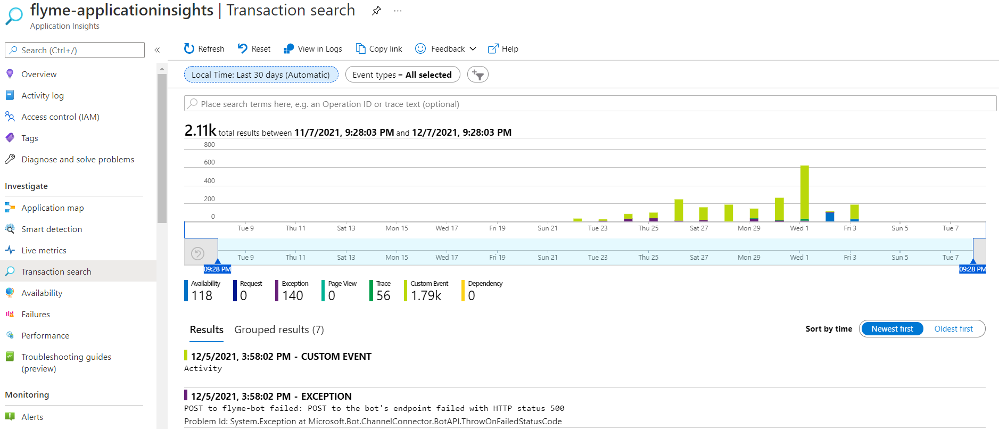 flyme-applicationinsights | Transaction search
Application Insights
Search (Ctrl+/)
Overview
Activity log
Access control (IAM)
Tags
Diagnose and solve problems
Investigate
Application map
Smart detection
Live metrics
Transaction search
Availability
Failures
Performance
Troubleshooting guides
(preview)
Monitoring
Alerts
Refresh Reset View in Logs Copy link Feedback Help
Local Time: Last 30 days (Automatic) Event types = All selected
Place search terms here, e.g. an Operation ID or trace text (optional)
2.11k total results between 11/7/2021, 9:28:03 PM and 12/7/2021, 9:28:03 PM
800
600
400
200
0
Tue 9 Thu 11 Sat 13 Mon 15 Wed 17 Fri 19 Sun 21 Tue 23 Thu 25 Sat 27 Mon 29 Wed 1 Fri 3 Sun 5 Tue 7
Tue 9 Thu 11 Sat 13 Mon 15 Wed 17 Fri 19 Sun 21 Tue 23 Thu 25 Sat 27 Mon 29 Wed 1 Fri 3 Sun 5 Tue 7
09:28 PM 09:28 PM
Availability Request Exception Page View Trace Custom Event Dependency
118 0 140 0 56 1.79k 0
Results Grouped results (7) Sort by time Newest first Oldest first
12/5/2021, 3:58:02 PM - CUSTOM EVENT
Activity
12/5/2021, 3:58:02 PM - EXCEPTION
POST to flyme-bot failed: POST to the bot's endpoint failed with HTTP status 500
Problem Id: System.Exception at Microsoft.Bot.ChannelConnector.BotAPI.ThrowOnFailedStatusCode